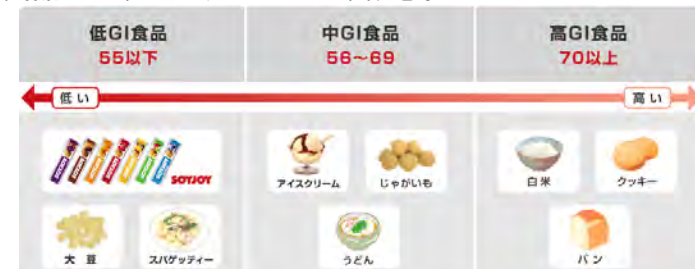 低GI食品
55以下
中GI食品
56〜69
高GI食品
70以上
低い
高い
SOYJOY
アイスクリーム
じゃがいも
白米
クッキー
大豆
スパゲッティー
うどん
パン